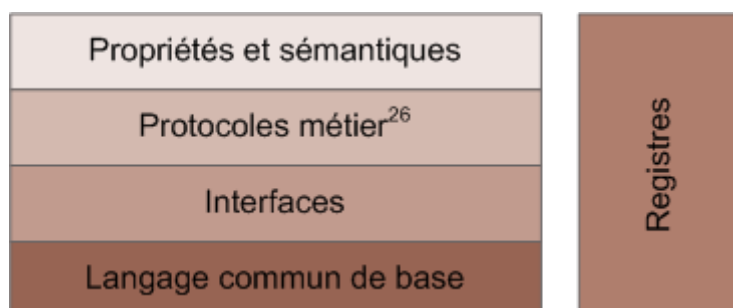 Propriétés et sémantiques
Protocoles métier26
Interfaces
Langage commun de base
Registres